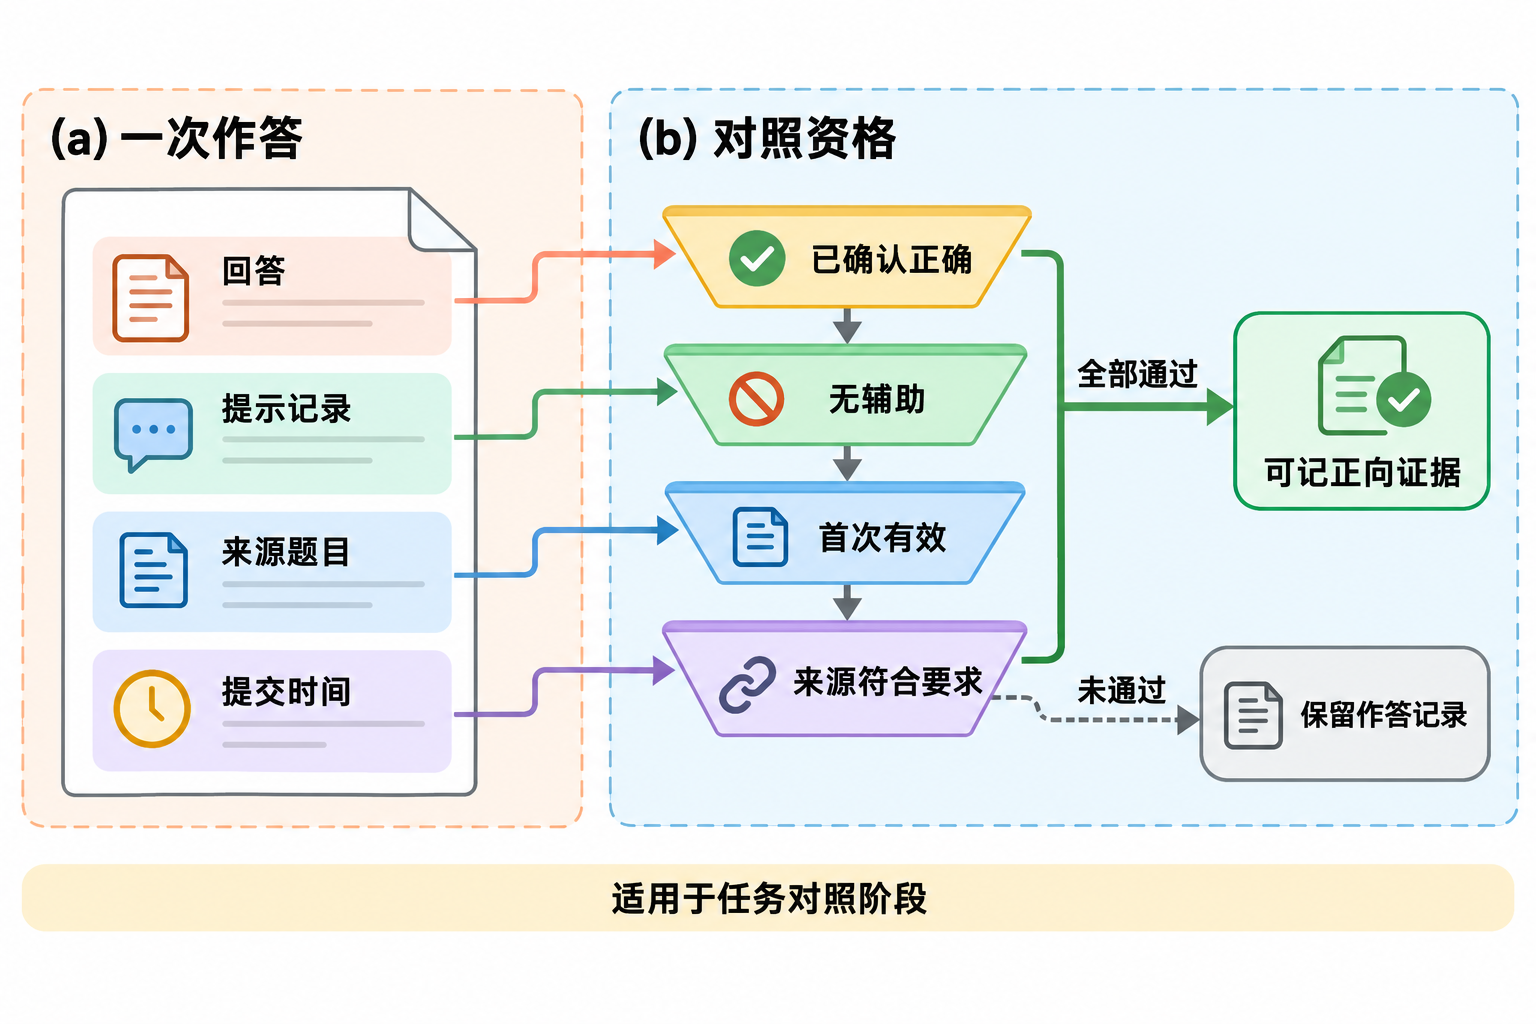 (a) 一次作答
回答
提示记录
来源题目
提交时间
(b) 对照资格
已确认正确
无辅助
首次有效
来源符合要求
全部通过
可记正向证据
未通过
保留作答记录
适用于任务对照阶段